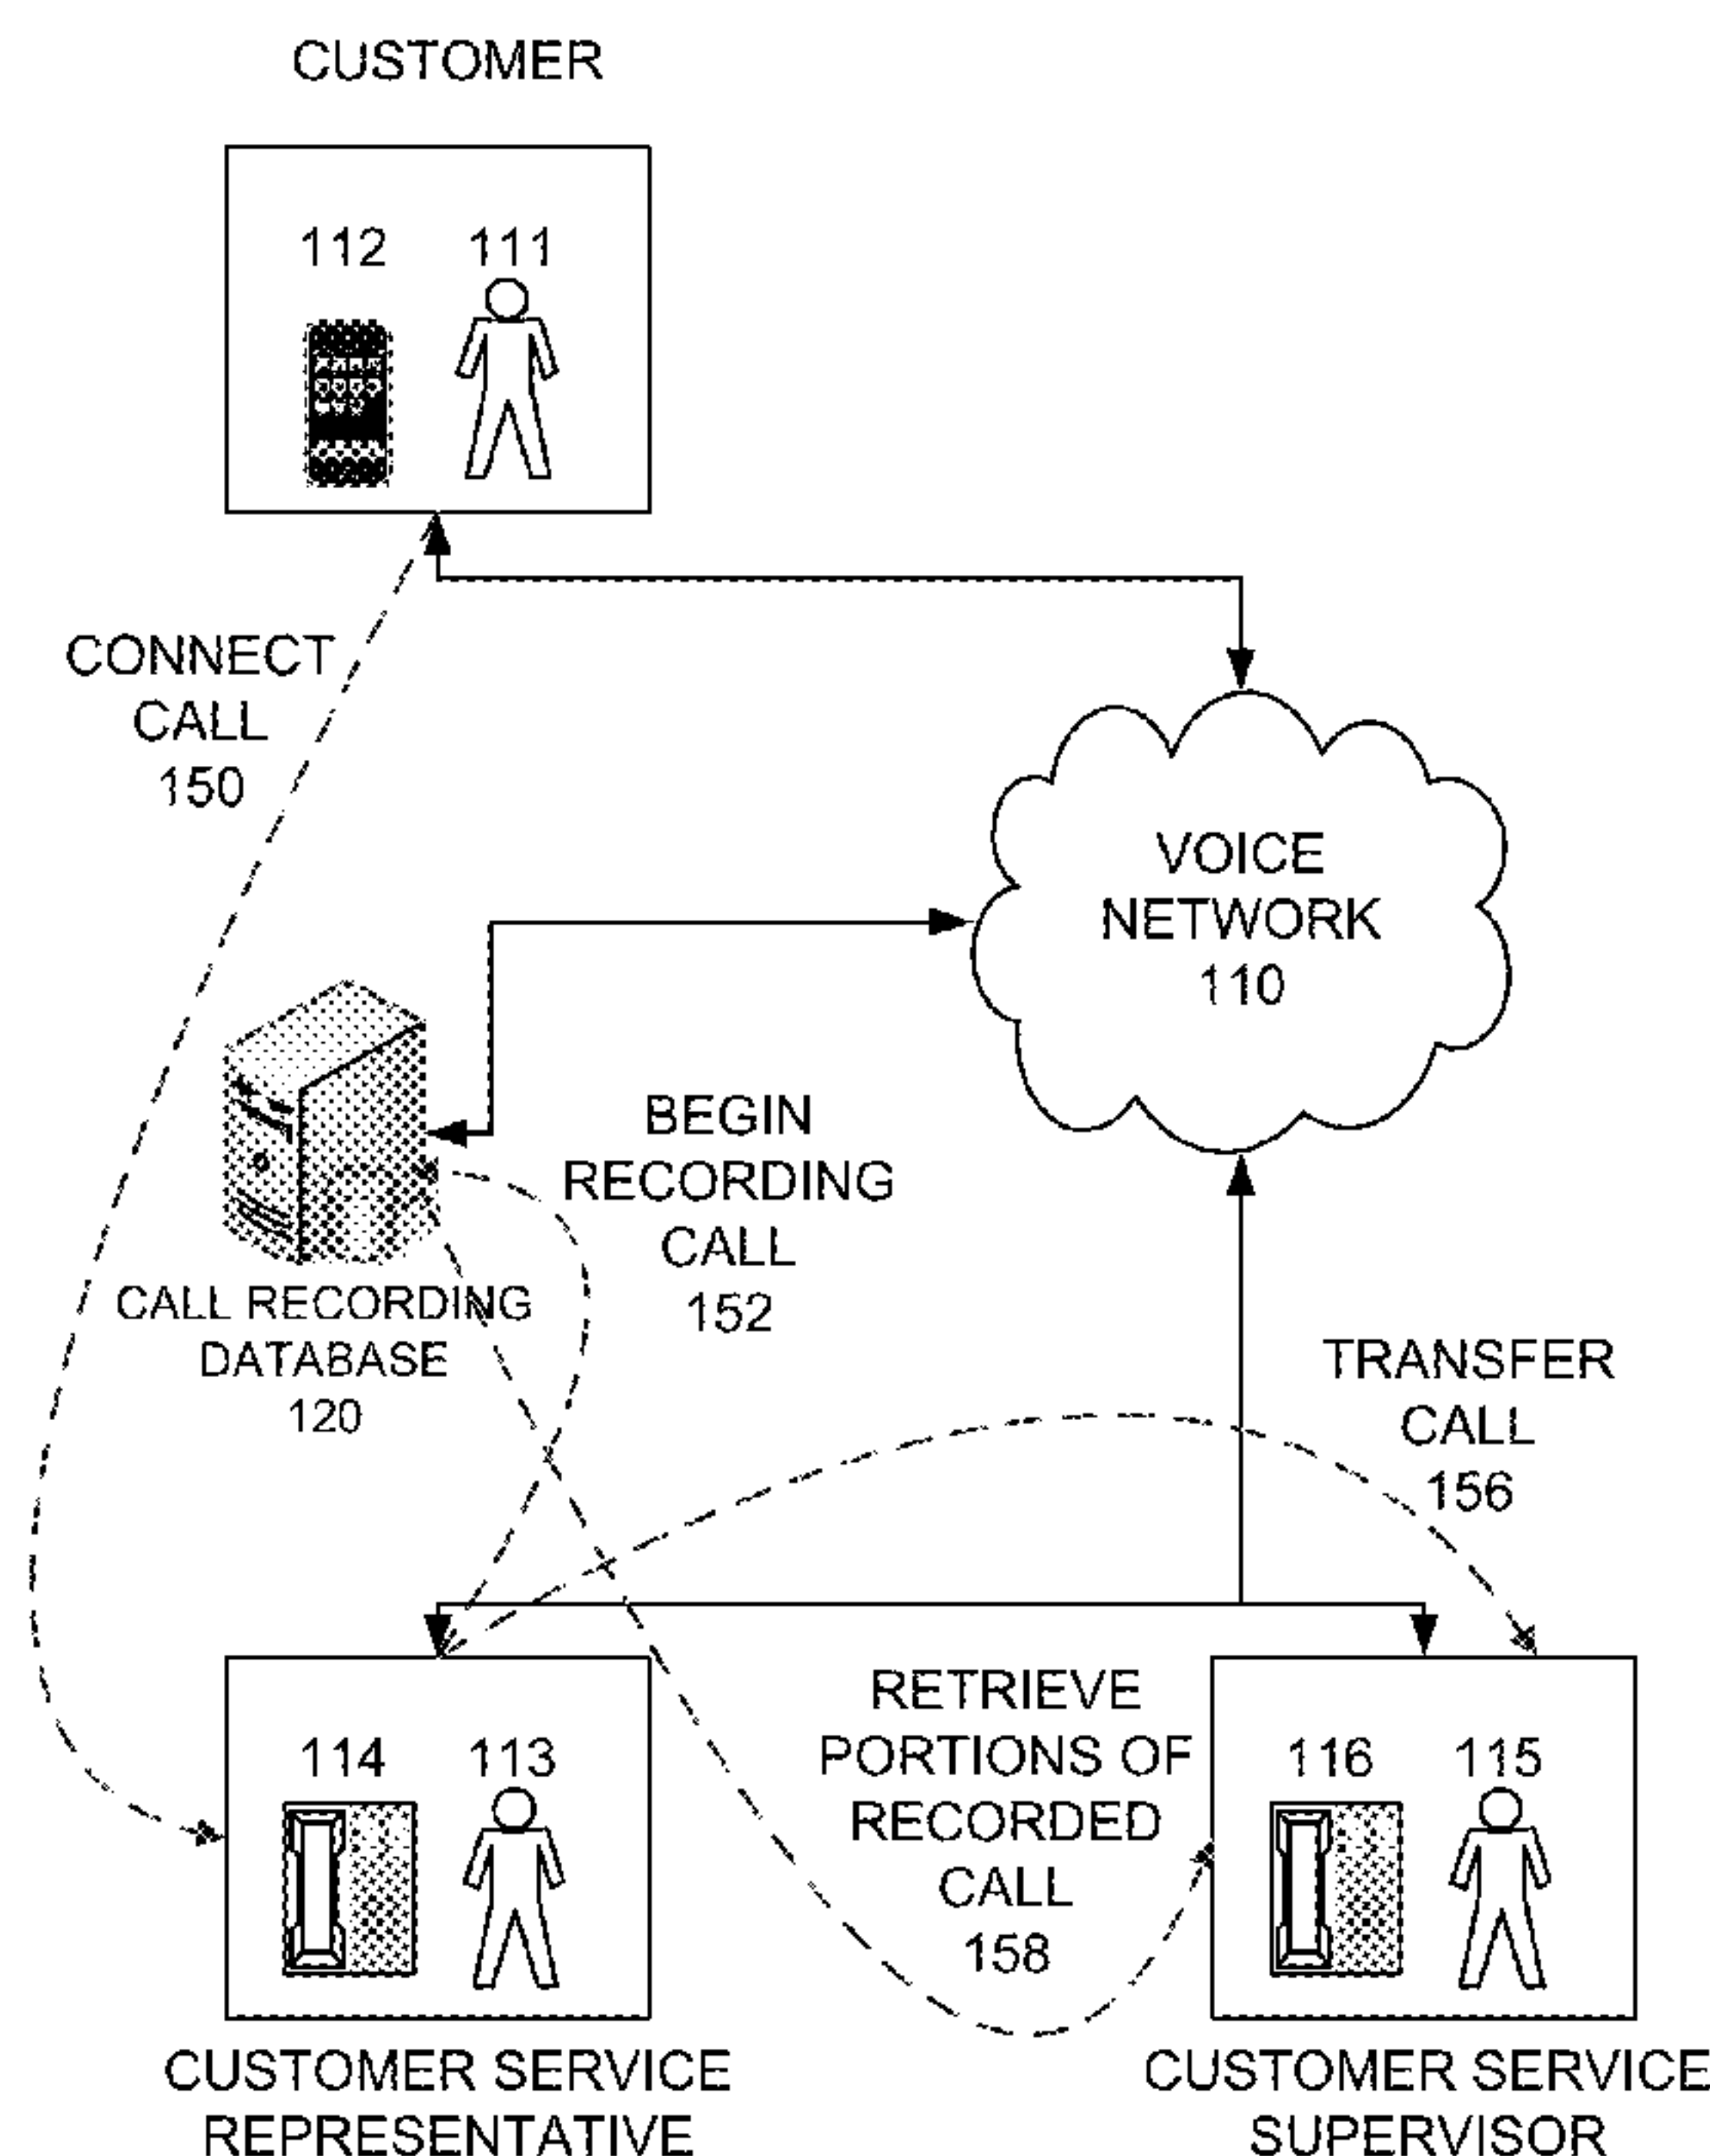 CUSTOMER
112 111
CONNECT
CALL
150
VOICE
NETWORK
110
BEGIN
RECORDING
CALL
152
CALL RECORDING
DATABASE
120
TRANSFER
CALL
156
RETRIEVE
PORTIONS OF
RECORDED
CALL
158
114 113
116 115
CUSTOMER SERVICE
REPRESENTATIVE
CUSTOMER SERVICE
SUPERVISOR